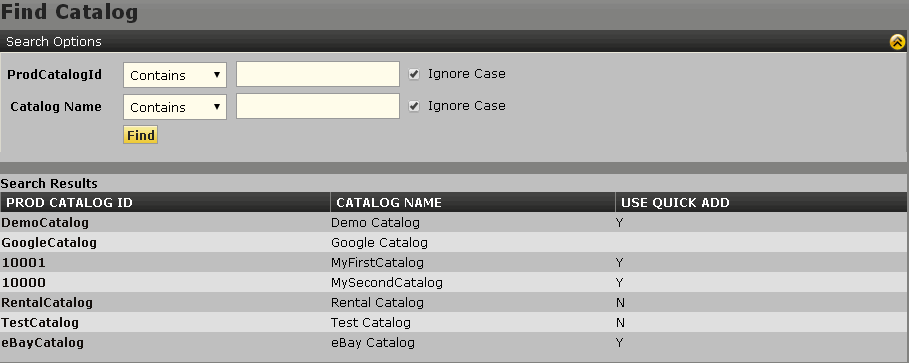 Find Catalog
Search Options
ProdCatalogId Contains Ignore Case
Catalog Name Contains Ignore Case
Find
Search Results
PROD CATALOG ID CATALOG NAME USE QUICK ADD
DemoCatalog Demo Catalog Y
GoogleCatalog Google Catalog
10001 MyFirstCatalog Y
10000 MySecondCatalog Y
RentalCatalog Rental Catalog N
TestCatalog Test Catalog N
eBayCatalog eBay Catalog Y